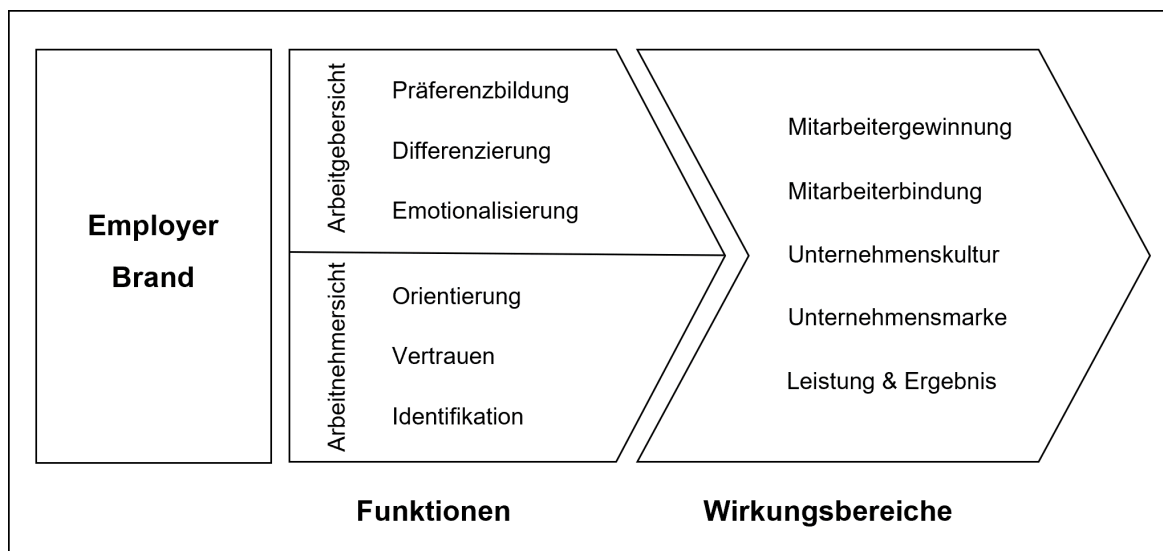 Employer
Brand
Arbeitgebersicht
Präferenzbildung
Differenzierung
Emotionalisierung
Arbeitnehmersicht
Orientierung
Vertrauen
Identifikation
Mitarbeitergewinnung
Mitarbeiterbindung
Unternehmenskultur
Unternehmensmarke
Leistung & Ergebnis
Funktionen
Wirkungsbereiche